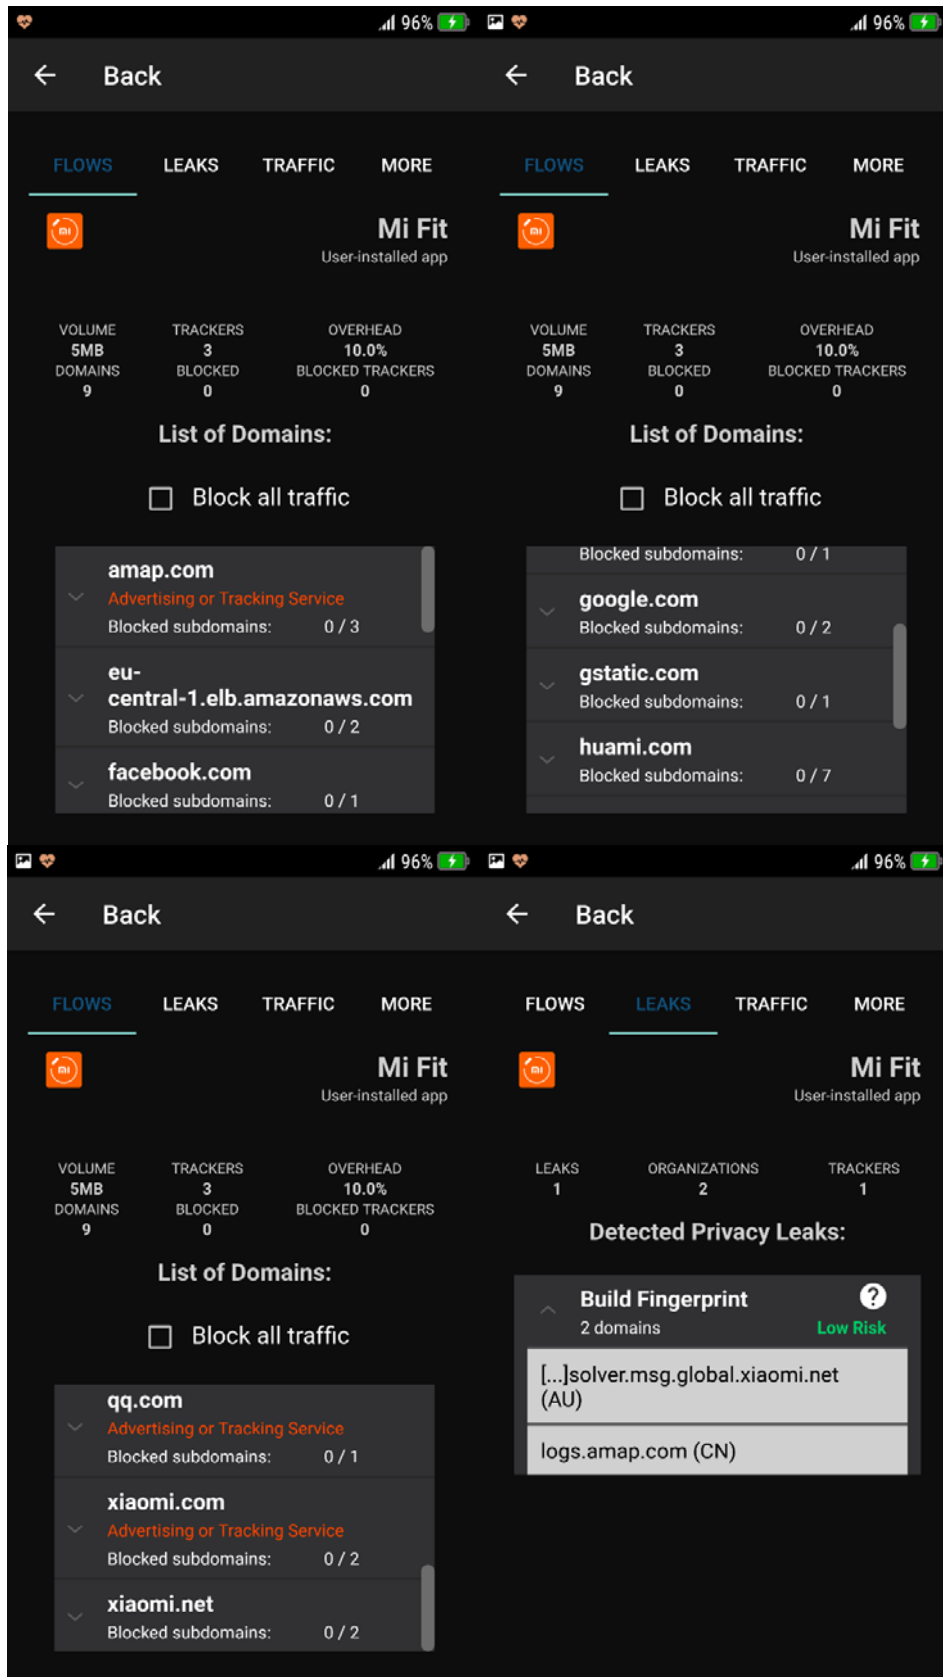 96%
Back
FLOWS LEAKS TRAFFIC MORE
Mi Fit
User-installed app
VOLUME TRACKERS OVERHEAD
5MB 3 10.0%
DOMAINS BLOCKED BLOCKED TRACKERS
9 0 0
List of Domains:
Block all traffic
amap.com
Advertising or Tracking Service
Blocked subdomains: 0 / 3
eu-
central-1.elb.amazonaws.com
Blocked subdomains: 0 / 2
facebook.com
Blocked subdomains: 0 / 1
96%
Back
FLOWS LEAKS TRAFFIC MORE
Mi Fit
User-installed app
VOLUME TRACKERS OVERHEAD
5MB 3 10.0%
DOMAINS BLOCKED BLOCKED TRACKERS
9 0 0
List of Domains:
Block all traffic
Blocked subdomains: 0 / 1
google.com
Blocked subdomains: 0 / 2
gstatic.com
Blocked subdomains: 0 / 1
huami.com
Blocked subdomains: 0 / 7
96%
Back
FLOWS LEAKS TRAFFIC MORE
mi
Mi Fit
User-installed app
VOLUME TRACKERS OVERHEAD
5MB 3 10.0%
DOMAINS BLOCKED BLOCKED TRACKERS
9 0 0
List of Domains:
Block all traffic
qq.com
Advertising or Tracking Service
Blocked subdomains: 0 / 1
xiaomi.com
Advertising or Tracking Service
Blocked subdomains: 0 / 2
xiaomi.net
Blocked subdomains: 0 / 2
96%
Back
FLOWS LEAKS TRAFFIC MORE
mi
Mi Fit
User-installed app
LEAKS ORGANIZATIONS TRACKERS
1 2 1
Detected Privacy Leaks:
Build Fingerprint ?
2 domains Low Risk
[...]solver.msg.global.xiaomi.net
(AU)
logs.amap.com (CN)